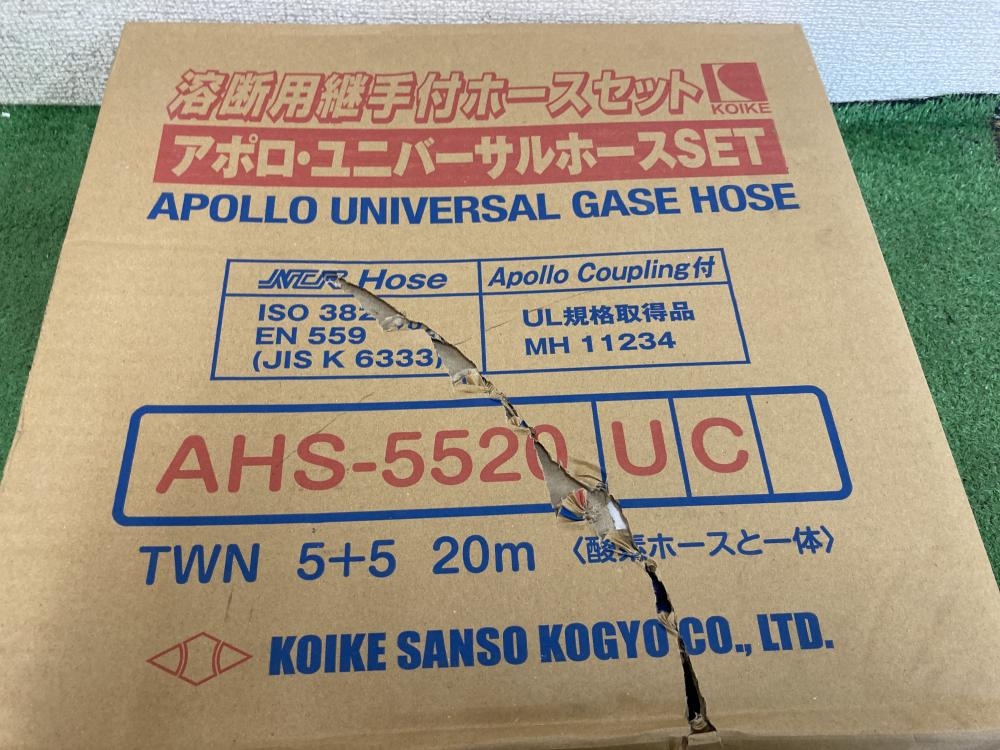 溶断用継手付ホースセット
KOIKE
アポロ・ユニバーサルホースSET
APOLLO UNIVERSAL GASE HOSE
NCR Hose
Apollo Coupling付
ISO 382
EN 559
(JIS K 6333)
UL規格取得品
MH 11234
AHS-5520 U C
TWN 5+5 20m 〈酸素ホースと一体〉
KOIKE SANSO KOGYO CO., LTD.